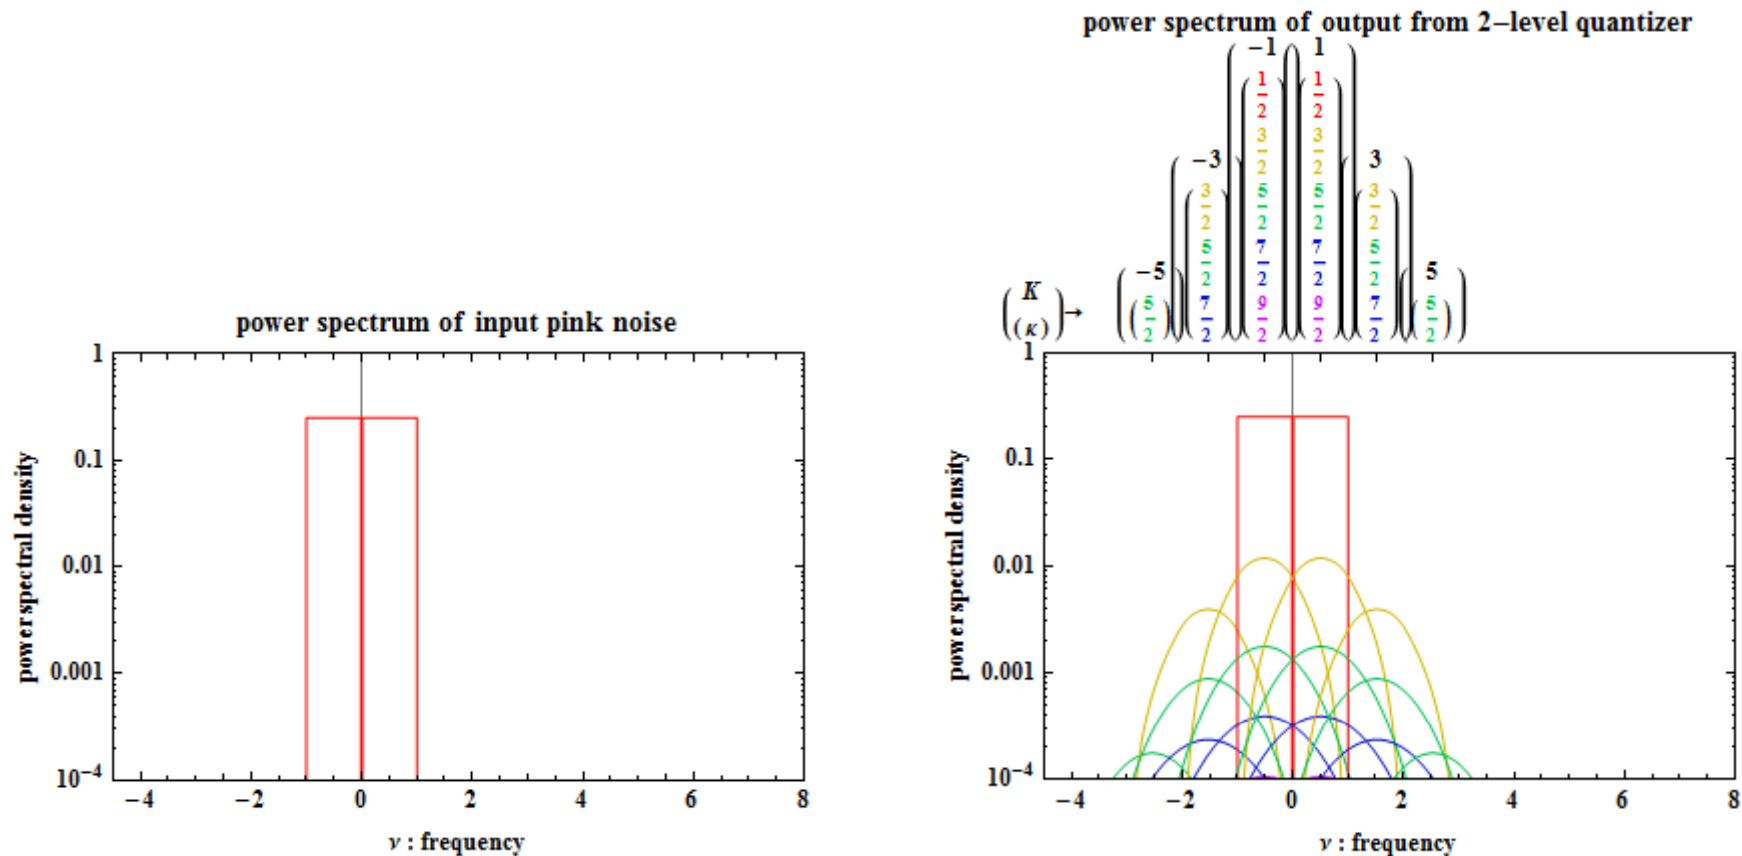 power spectrum of output from 2−level quantizer
−1 1
1/2 1/2
3/2 3/2
−3 3
3/2 5/2 5/2 3/2
5/2 7/2 7/2 5/2
−5 5
(K (κ)) → (5/2) 7/2 9/2 9/2 7/2 (5/2)
power spectrum of input pink noise
1
0.1
0.01
0.001
10−4
−4 −2 0 2 4 6 8
power spectral density
ν : frequency
1
0.1
0.01
0.001
10−4
−4 −2 0 2 4 6 8
power spectral density
ν : frequency